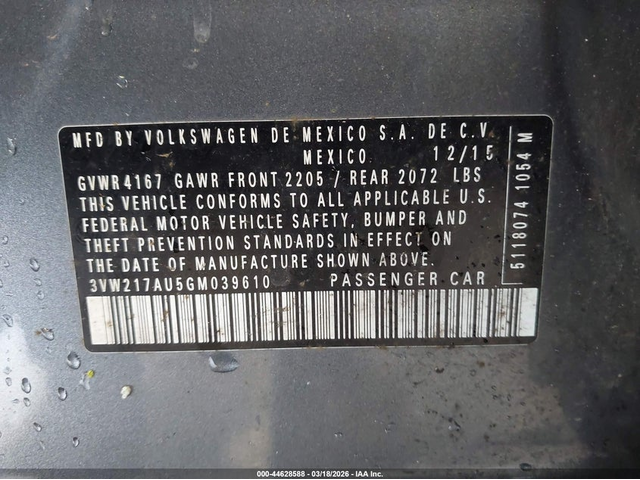 MFD BY VOLKSWAGEN DE MEXICO S.A. DE C.V.
MEXICO 12/15
GVWR 4167 GAWR FRONT 2205 / REAR 2072 LBS
THIS VEHICLE CONFORMS TO ALL APPLICABLE U.S.
FEDERAL MOTOR VEHICLE SAFETY, BUMPER AND
THEFT PREVENTION STANDARDS IN EFFECT ON
THE DATE OF MANUFACTURE SHOWN ABOVE.
3VW217AU5GM039610 PASSENGER CAR
51180741054 M
000-44628588 - 03/18/2026 - IAA Inc.